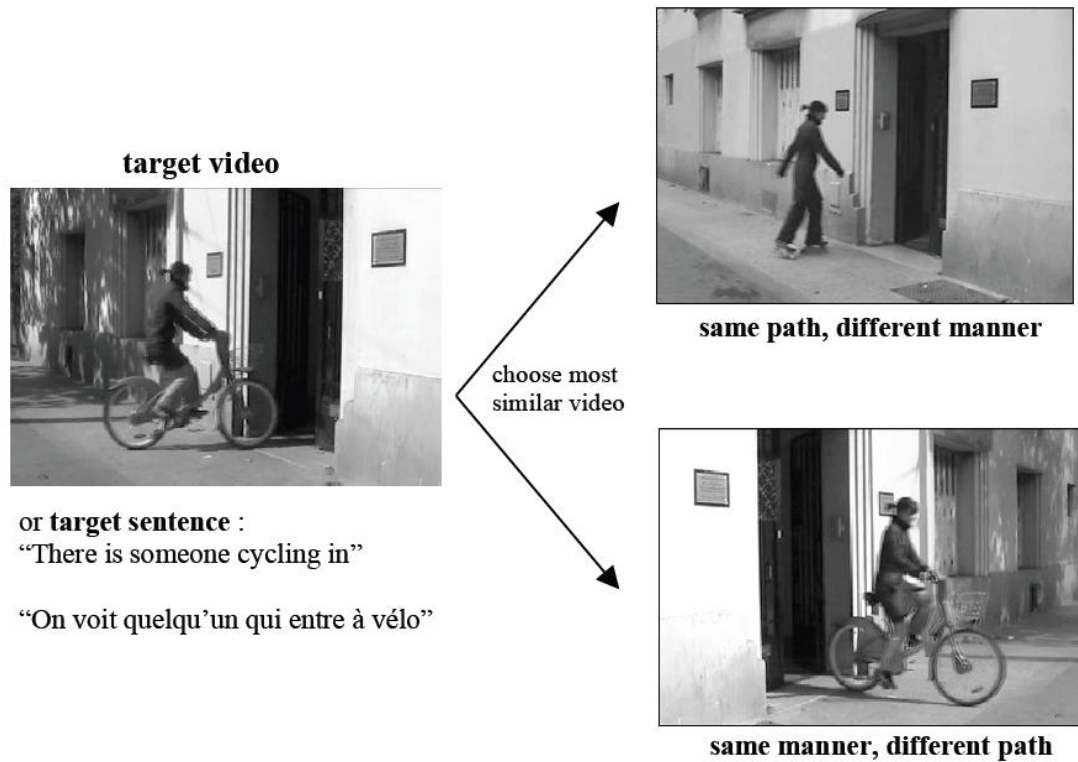 target video
or target sentence :
“There is someone cycling in”
“On voit quelqu’un qui entre à vélo”
choose most
similar video
same path, different manner
same manner, different path